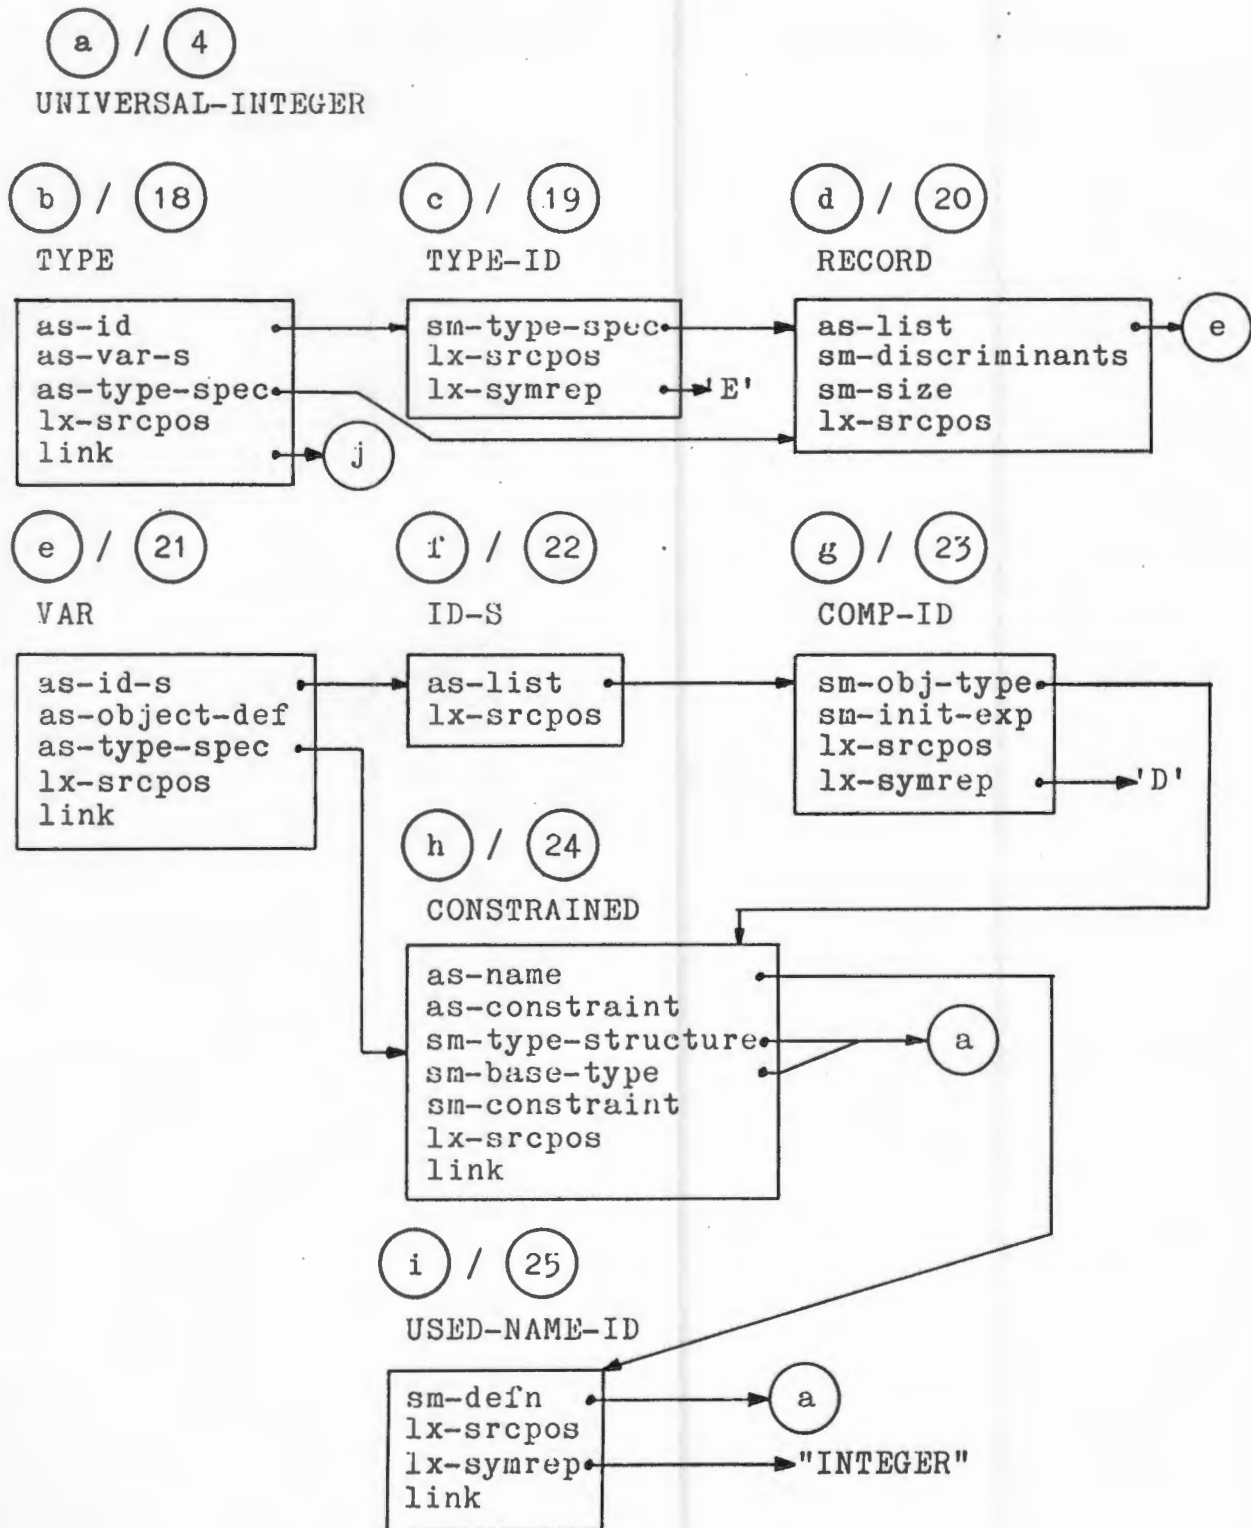 a / 4
UNIVERSAL-INTEGER
b / 18
TYPE
as-id
as-var-s
as-type-spec
lx-srcpos
link
j
c / 19
TYPE-ID
sm-type-spec
lx-srcpos
lx-symrep
'E'
d / 20
RECORD
as-list
sm-discriminants
sm-size
lx-srcpos
e
e / 21
VAR
as-id-s
as-object-def
as-type-spec
lx-srcpos
link
f / 22
ID-S
as-list
lx-srcpos
g / 23
COMP-ID
sm-obj-type
sm-init-exp
lx-srcpos
lx-symrep
'D'
h / 24
CONSTRAINED
as-name
as-constraint
sm-type-structure
sm-base-type
sm-constraint
lx-srcpos
link
a
i / 25
USED-NAME-ID
sm-defn
lx-srcpos
lx-symrep
link
a
"INTEGER"